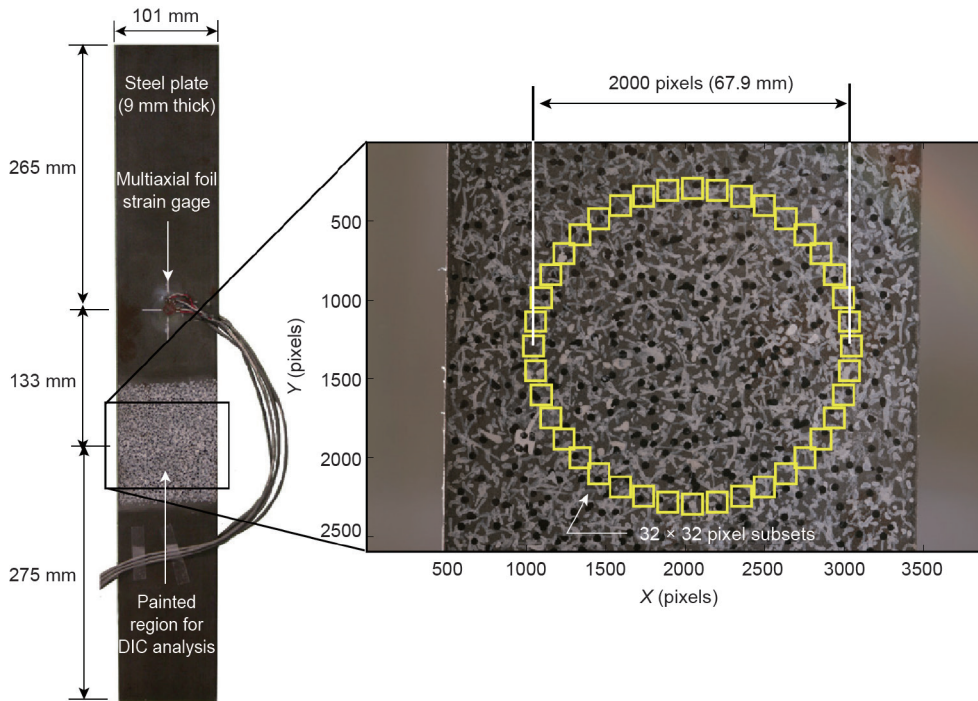 101 mm
Steel plate
(9 mm thick)
265 mm
Multiaxial foil
strain gage
133 mm
275 mm
Painted
region for
DIC analysis
2000 pixels (67.9 mm)
500
1000
1500
2000
2500
Y (pixels)
32 × 32 pixel subsets
500
1000
1500
2000
2500
3000
3500
X (pixels)